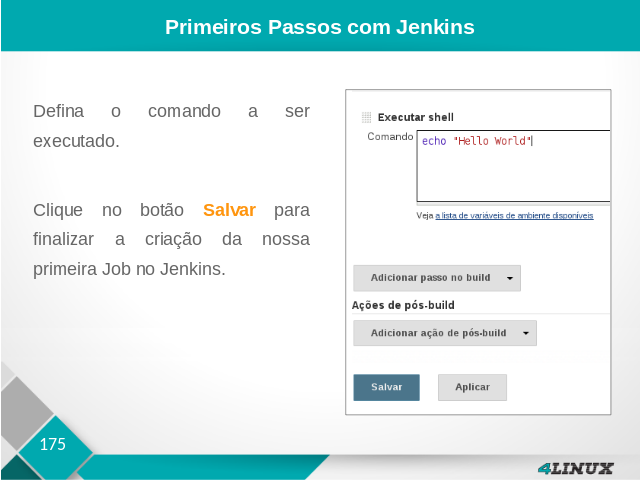 Primeiros Passos com Jenkins
Defina o comando a ser
executado.
Clique no botão Salvar para
finalizar a criação da nossa
primeira Job no Jenkins.
Executar shell
Comando
echo "Hello World"
Veja a lista de variáveis de ambiente disponíveis
Adicionar passo no build
Ações de pós-build
Adicionar ação de pós-build
Salvar
Aplicar
175
4LINUX